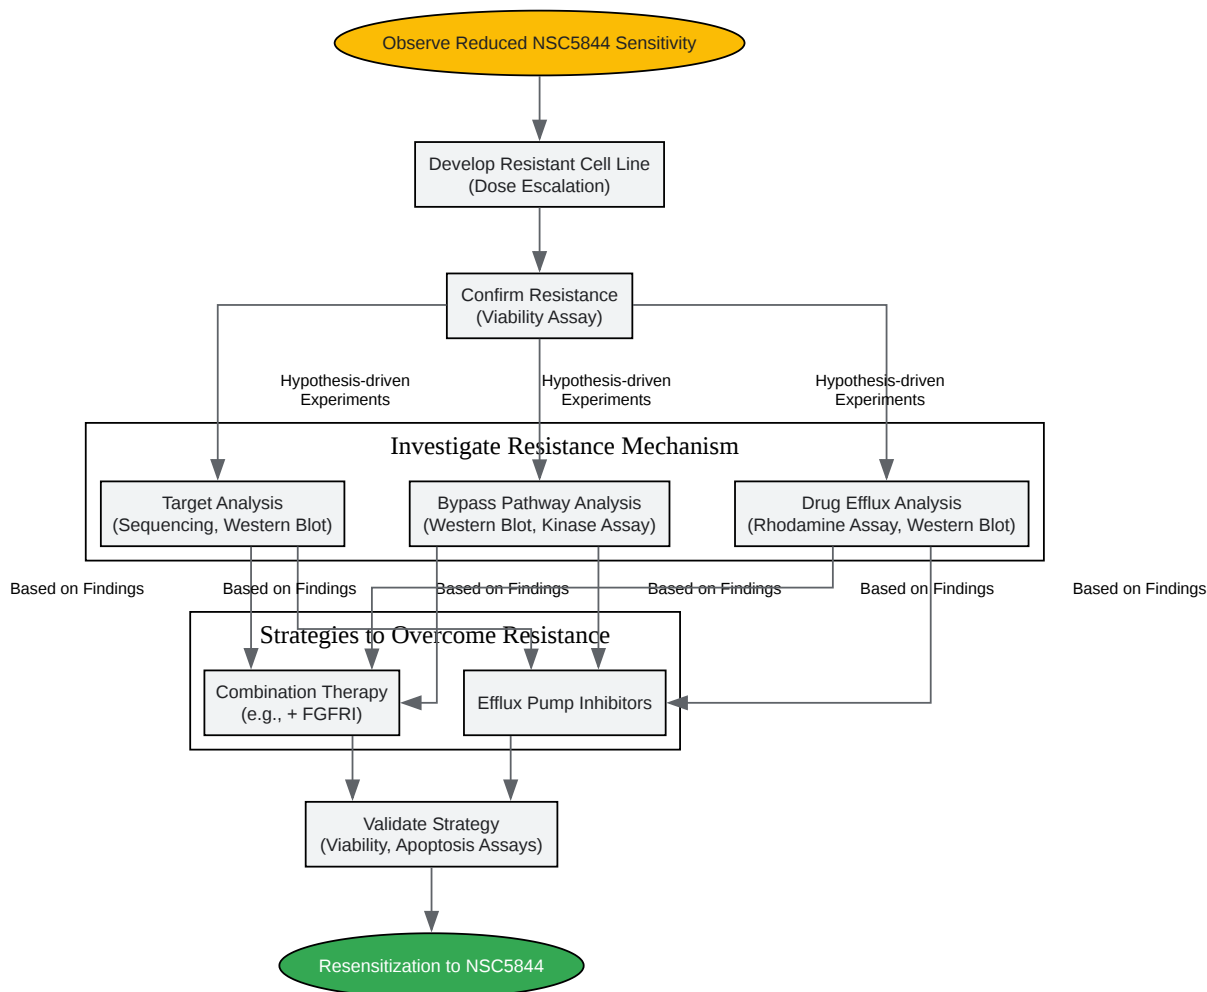 Observe Reduced NSC5844 Sensitivity
Develop Resistant Cell Line
(Dose Escalation)
Confirm Resistance
(Viability Assay)
Hypothesis-driven
Experiments
Hypothesis-driven
Experiments
Hypothesis-driven
Experiments
Investigate Resistance Mechanism
Target Analysis
(Sequencing, Western Blot)
Bypass Pathway Analysis
(Western Blot, Kinase Assay)
Drug Efflux Analysis
(Rhodamine Assay, Western Blot)
Based on Findings
Based on Findings
Based on Findings
Based on Findings
Based on Findings
Based on Findings
Strategies to Overcome Resistance
Combination Therapy
(e.g., + FGFRI)
Efflux Pump Inhibitors
Validate Strategy
(Viability, Apoptosis Assays)
Resensitization to NSC5844